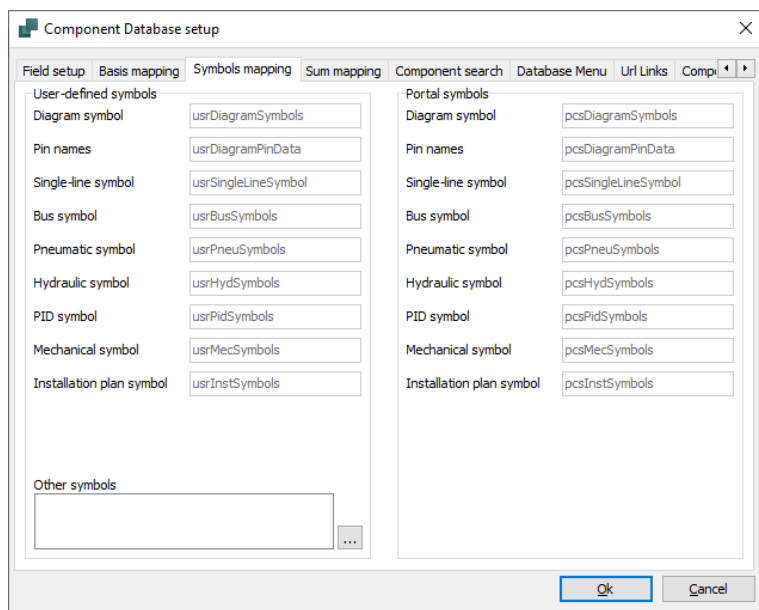 Component Database setup
Field setup Basis mapping Symbols mapping Sum mapping Component search Database Menu Url Links
User-defined symbols Portal symbols
Diagram symbol usrDiagramSymbols Diagram symbol pcsDiagramSymbols
Pin names usrDiagramPinData Pin names pcsDiagramPinData
Single-line symbol usrSingleLineSymbol Single-line symbol pcsSingleLineSymbol
Bus symbol usrBusSymbols Bus symbol pcsBusSymbols
Pneumatic symbol usrPneuSymbols Pneumatic symbol pcsPneuSymbols
Hydraulic symbol usrHydSymbols Hydraulic symbol pcsHydSymbols
PID symbol usrPidSymbols PID symbol pcsPidSymbols
Mechanical symbol usrMecSymbols Mechanical symbol pcsMecSymbols
Installation plan symbol usrInstSymbols Installation plan symbol pcsInstSymbols
Other symbols
...
Ok Cancel